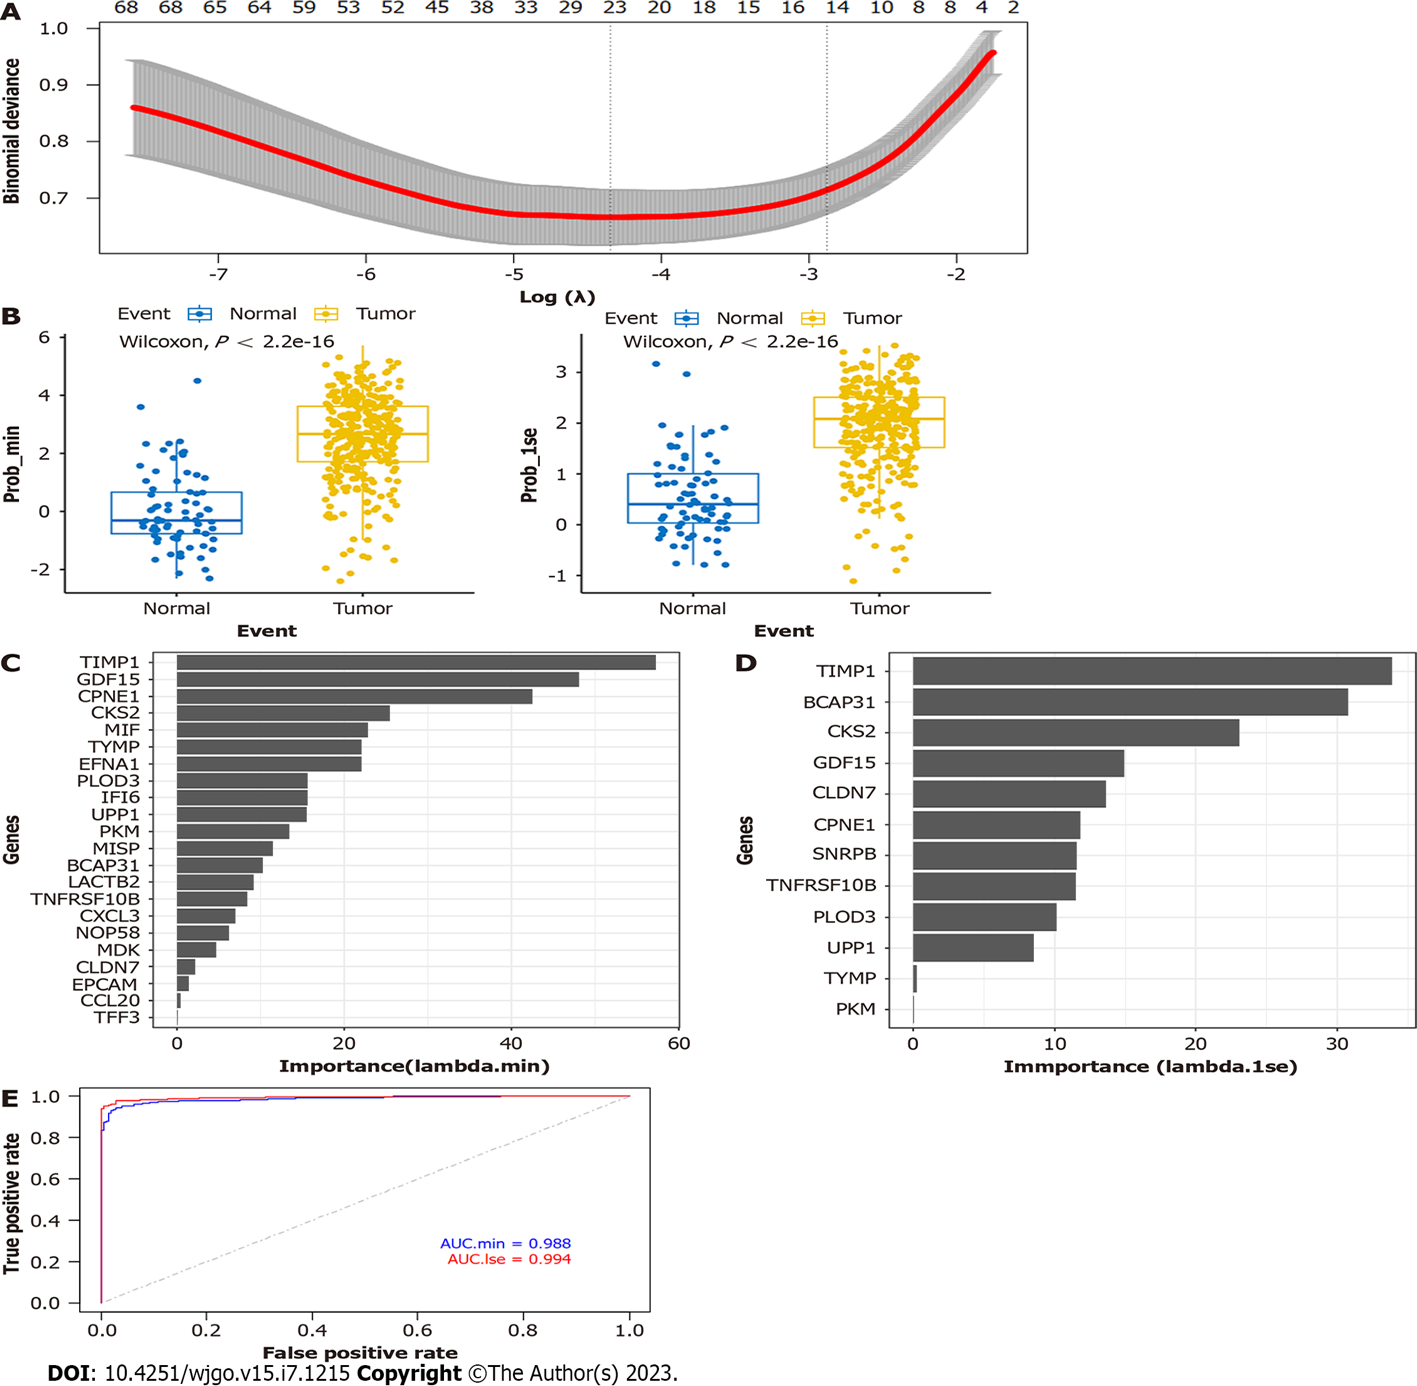 A
68 68 65 64 59 53 52 45 38 33 29 23 20 18 15 16 14 10 8 8 4 2
1.0
0.9
0.8
0.7
Binomial deviance
-7 -6 -5 -4 -3 -2
Log (λ)
B
Event Normal Tumor
Wilcoxon, P < 2.2e-16
6
4
2
0
-2
Prob_min
Normal Tumor
Event
Event Normal Tumor
Wilcoxon, P < 2.2e-16
3
2
1
0
-1
Prob_1se
Normal Tumor
Event
C
TIMP1
GDF15
CPNE1
CKS2
MIF
TYMP
EFNA1
PLOD3
IFI6
UPP1
PKM
MISP
BCAP31
LACTB2
TNFRSF10B
CXCL3
NOP58
MDK
CLDN7
EPCAM
CCL20
TFF3
Genes
0 20 40 60
Importance(lambda.min)
D
TIMP1
BCAP31
CKS2
GDF15
CLDN7
CPNE1
SNRPB
TNFRSF10B
PLOD3
UPP1
TYMP
PKM
Genes
0 10 20 30
Immportance (lambda.1se)
E
1.0
0.8
0.6
0.4
0.2
0.0
True positive rate
AUC.min = 0.988
AUC.lse = 0.994
0.0 0.2 0.4 0.6 0.8 1.0
False positive rate
DOI: 10.4251/wjgo.v15.i7.1215 Copyright ©The Author(s) 2023.